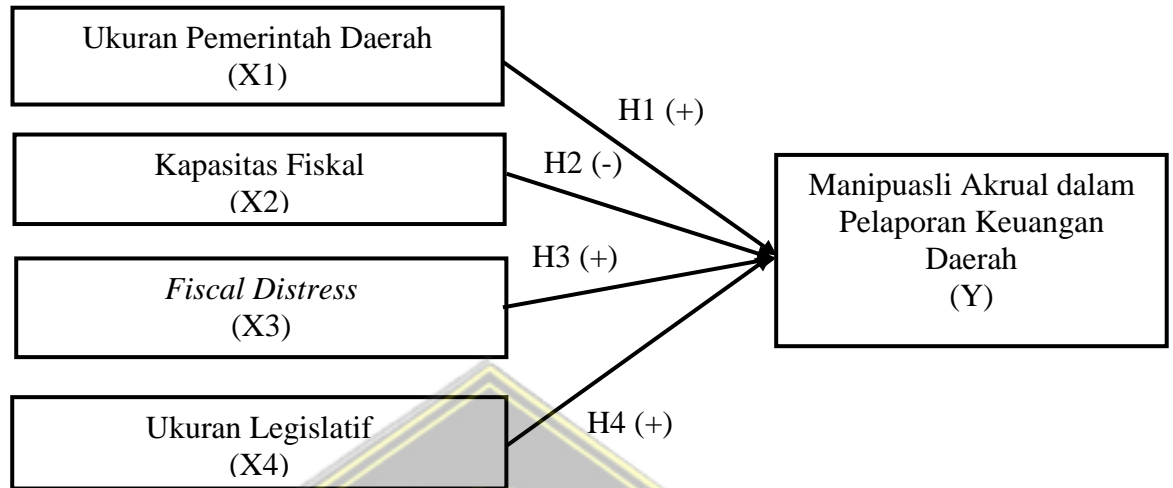 Ukuran Pemerintah Daerah
(X1)
H1 (+)
Kapasitas Fiskal
(X2)
H2 (-)
Manipuasli Akrual dalam
Pelaporan Keuangan
Daerah
(Y)
Fiscal Distress
(X3)
H3 (+)
Ukuran Legislatif
(X4)
H4 (+)